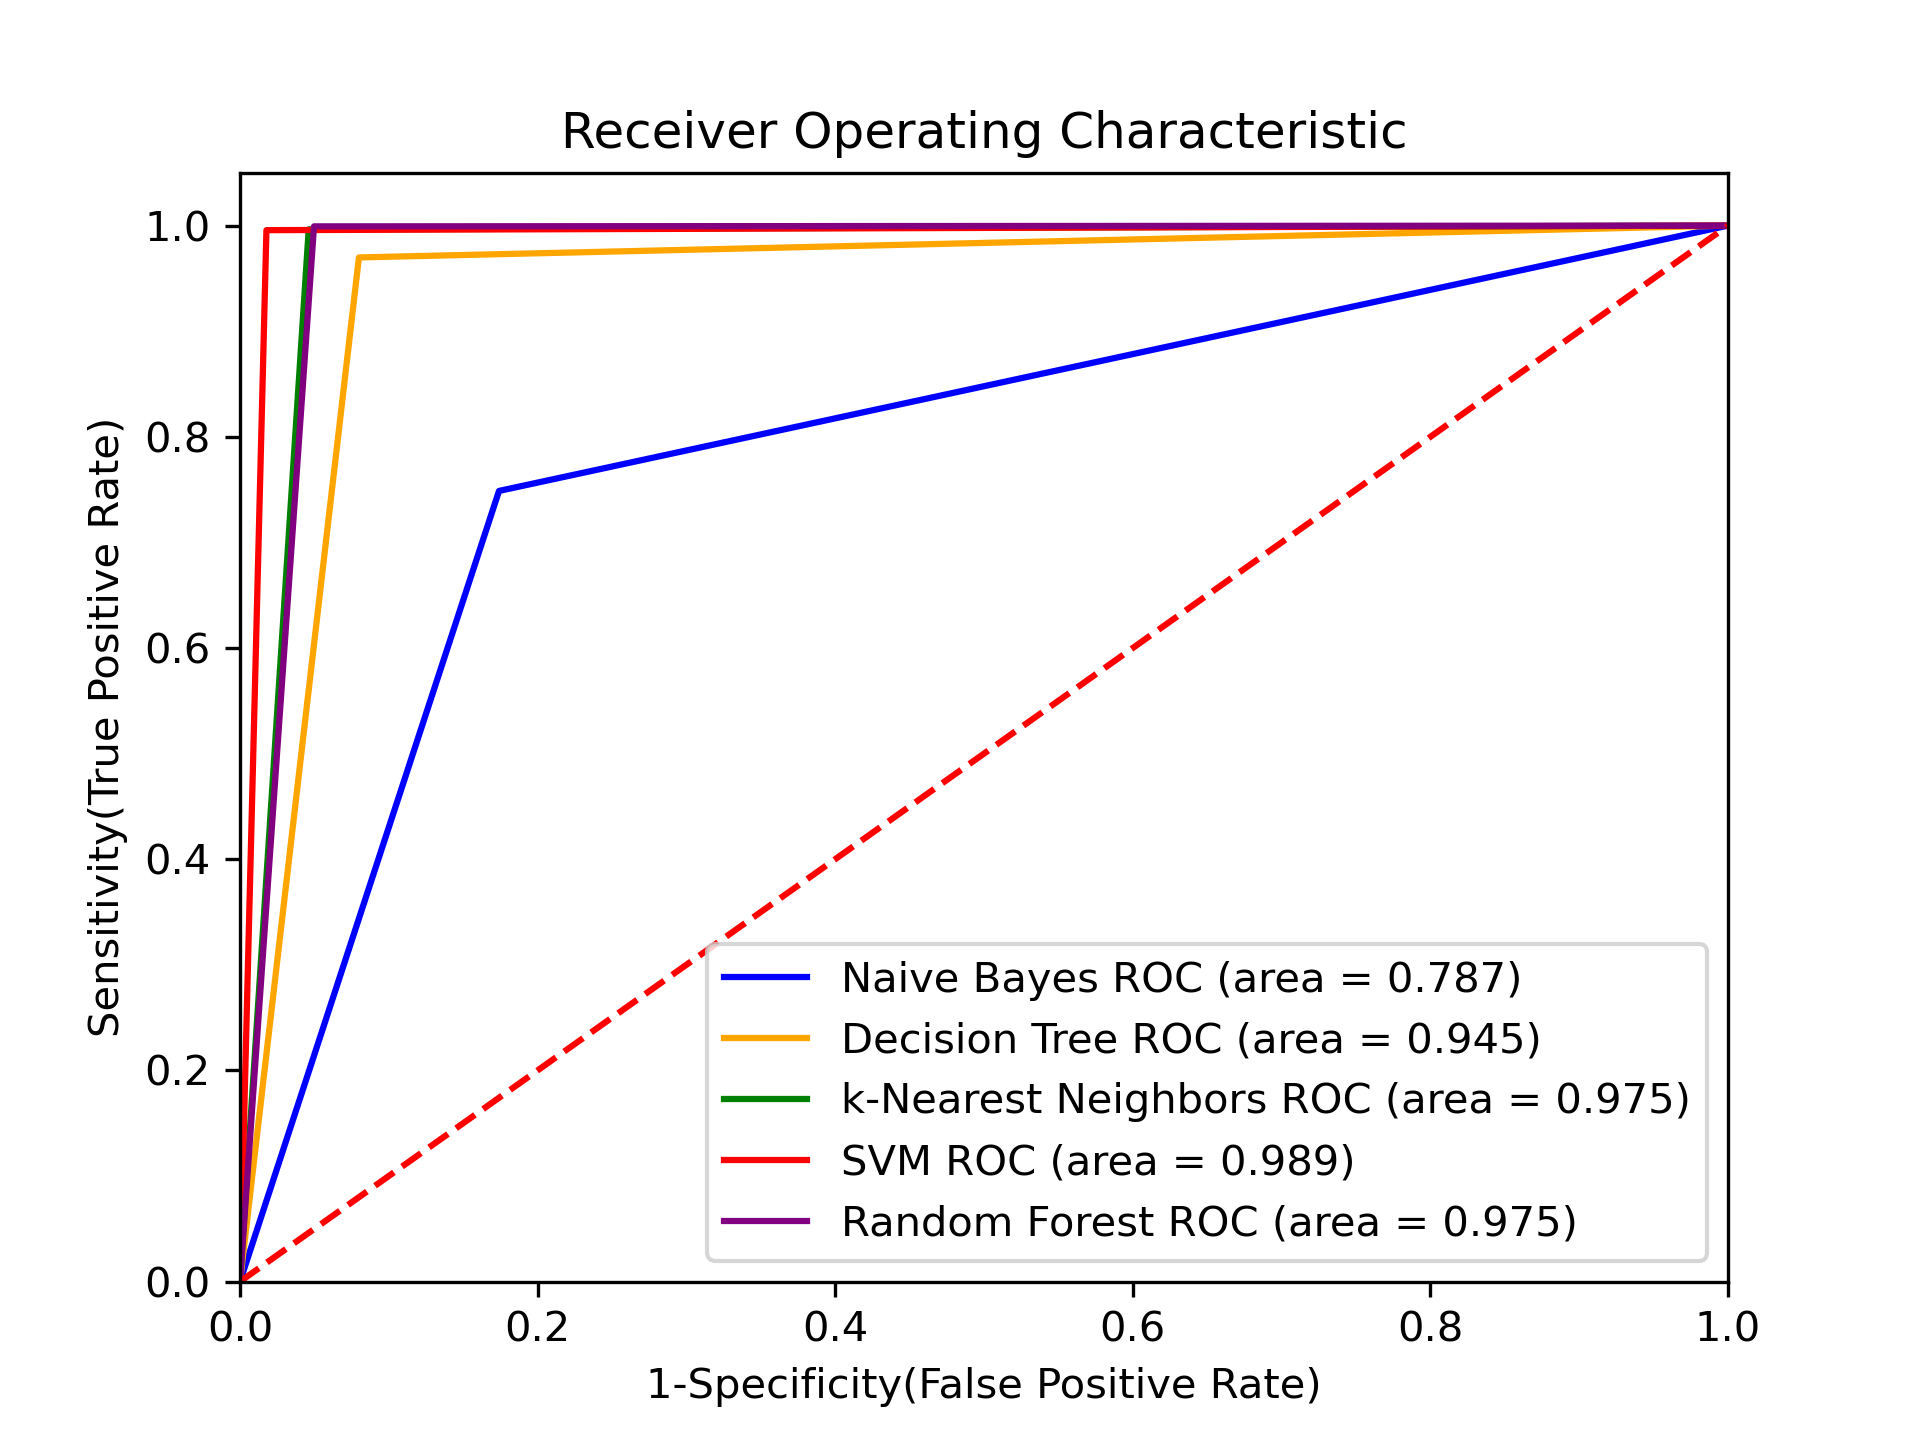 Receiver Operating Characteristic
Sensitivity(True Positive Rate)
1.0
0.8
0.6
0.4
0.2
0.0
Naive Bayes ROC (area = 0.787)
Decision Tree ROC (area = 0.945)
k-Nearest Neighbors ROC (area = 0.975)
SVM ROC (area = 0.989)
Random Forest ROC (area = 0.975)
0.0 0.2 0.4 0.6 0.8 1.0
1-Specificity(False Positive Rate)